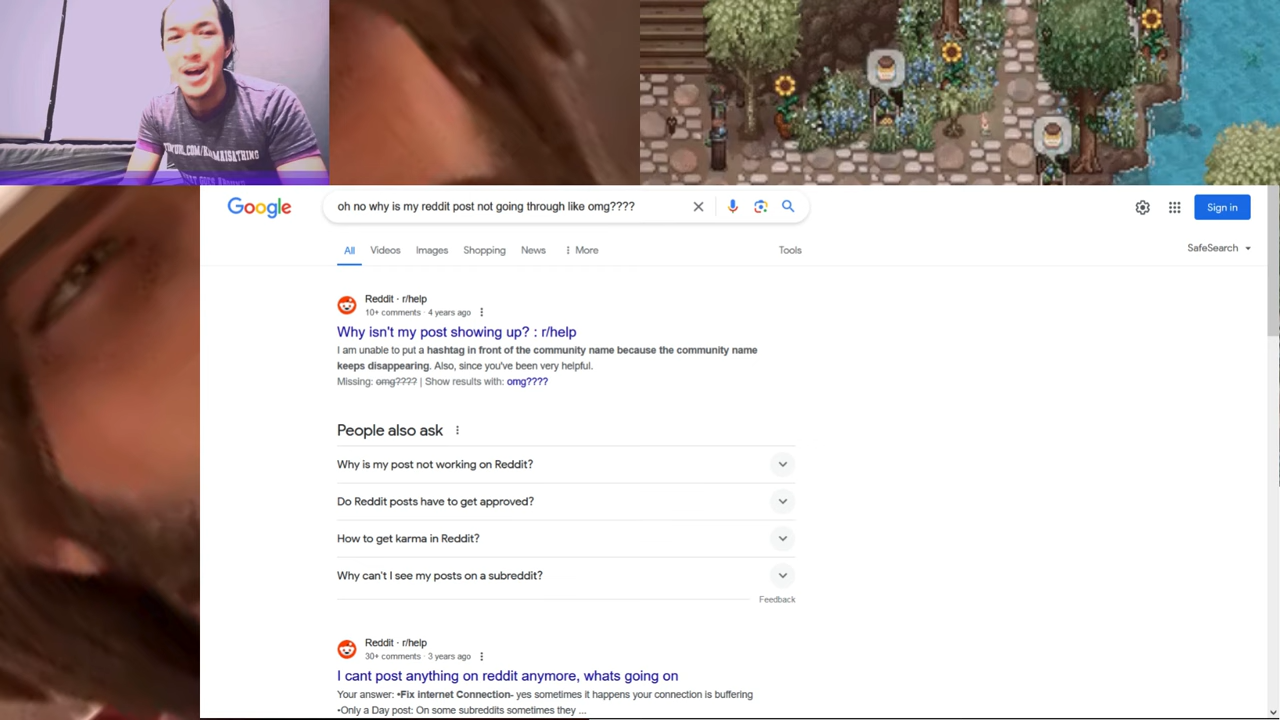 Google
oh no why is my reddit post not going through like omg????
Sign in
All Videos Images Shopping News More Tools
SafeSearch
Reddit · r/help
10+ comments · 4 years ago
Why isn't my post showing up? : r/help
I am unable to put a hashtag in front of the community name because the community name
keeps disappearing. Also, since you've been very helpful.
Missing: omg???? | Show results with: omg????
People also ask
Why is my post not working on Reddit?
Do Reddit posts have to get approved?
How to get karma in Reddit?
Why can't I see my posts on a subreddit?
Feedback
Reddit · r/help
30+ comments · 3 years ago
I cant post anything on reddit anymore, whats going on
Your answer: •Fix internet Connection- yes sometimes it happens your connection is buffering
•Only a Day post: On some subreddits sometimes they ...